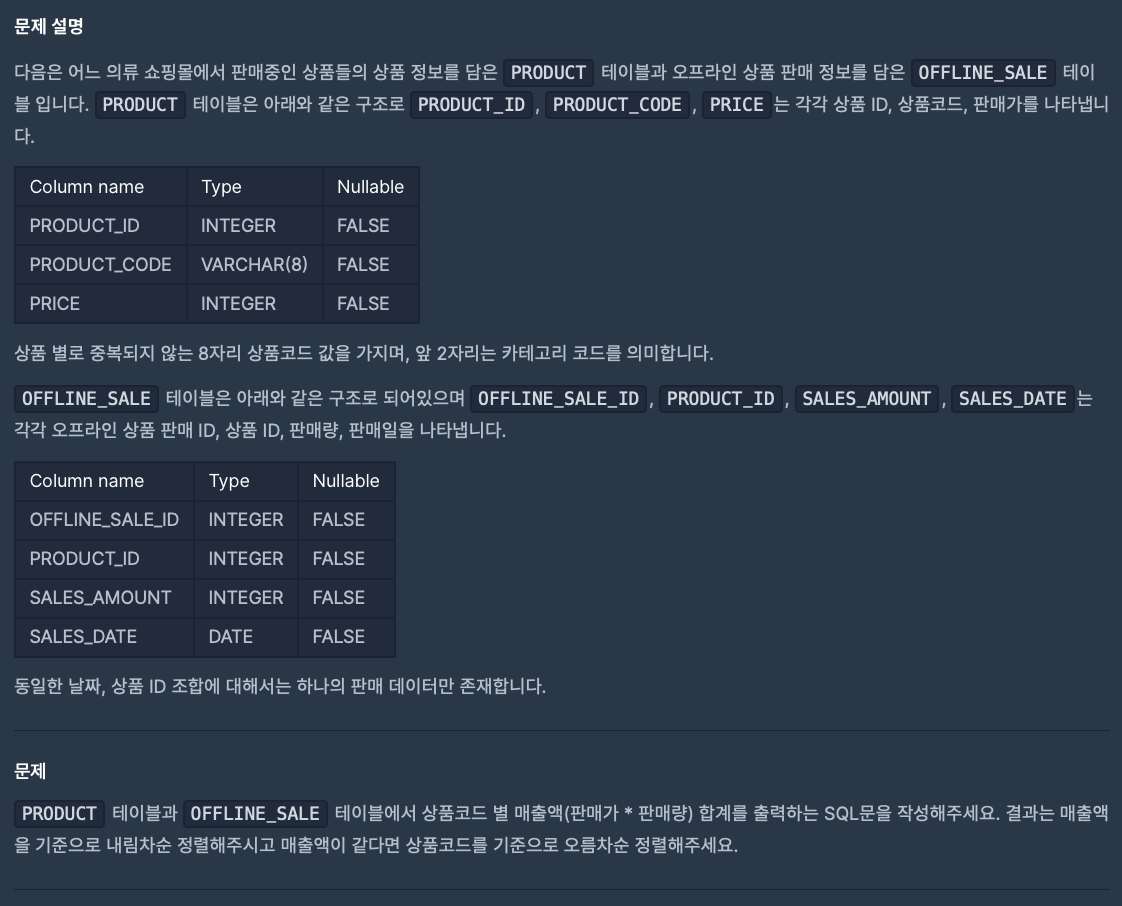 문제 설명
다음은 어느 의류 쇼핑몰에서 판매중인 상품들의 상품 정보를 담은 PRODUCT 테이블과 오프라인 상품 판매 정보를 담은 OFFLINE_SALE 테이
블 입니다. PRODUCT 테이블은 아래와 같은 구조로 PRODUCT_ID, PRODUCT_CODE, PRICE는 각각 상품 ID, 상품코드, 판매가를 나타냅니
다.
Column name Type Nullable
PRODUCT_ID INTEGER FALSE
PRODUCT_CODE VARCHAR(8) FALSE
PRICE INTEGER FALSE
상품 별로 중복되지 않는 8자리 상품코드 값을 가지며, 앞 2자리는 카테고리 코드를 의미합니다.
OFFLINE_SALE 테이블은 아래와 같은 구조로 되어있으며 OFFLINE_SALE_ID, PRODUCT_ID, SALES_AMOUNT, SALES_DATE는
각각 오프라인 상품 판매 ID, 상품 ID, 판매량, 판매일을 나타냅니다.
Column name Type Nullable
OFFLINE_SALE_ID INTEGER FALSE
PRODUCT_ID INTEGER FALSE
SALES_AMOUNT INTEGER FALSE
SALES_DATE DATE FALSE
동일한 날짜, 상품 ID 조합에 대해서는 하나의 판매 데이터만 존재합니다.
문제
PRODUCT 테이블과 OFFLINE_SALE 테이블에서 상품코드 별 매출액(판매가 * 판매량) 합계를 출력하는 SQL문을 작성해주세요. 결과는 매출액
을 기준으로 내림차순 정렬해주시고 매출액이 같다면 상품코드를 기준으로 오름차순 정렬해주세요.